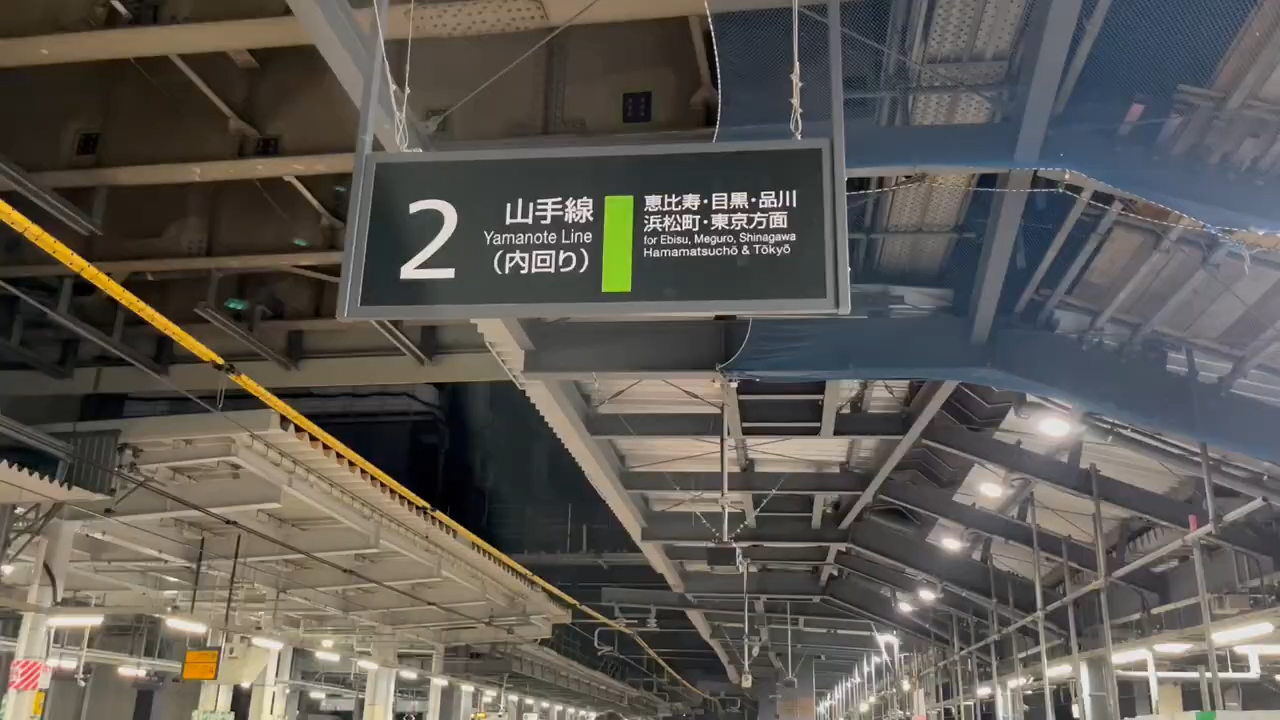 2
山手線
Yamanote Line
(内回り)
恵比寿・目黒・品川
浜松町・東京方面
for Ebisu, Meguro, Shinagawa
Hamamatsuchō & Tōkyō